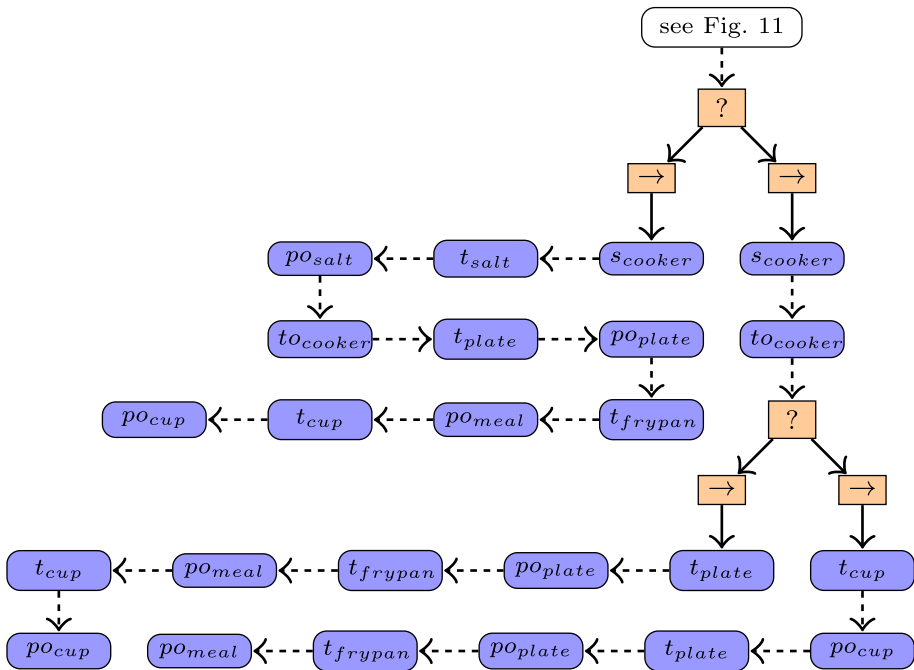 see Fig. 11
?
→ →
po_salt t_salt s_cooker s_cooker
to_cooker t_plate po_plate to_cooker
po_cup t_cup po_meal t_frypan ?
→ →
t_cup po_meal t_frypan po_plate t_plate t_cup
po_cup po_meal t_frypan po_plate t_plate po_cup